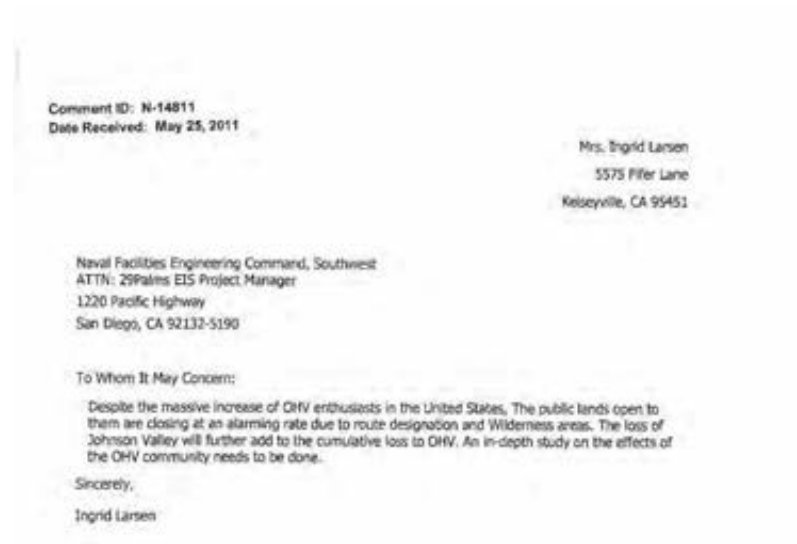 Comment ID: N-14811
Date Received: May 25, 2011
Mrs. Ingrid Larsen
5575 Pifer Lane
Kelseyville, CA 95451
Naval Facilities Engineering Command, Southwest
ATTN: 29Palms EIS Project Manager
1220 Pacific Highway
San Diego, CA 92132-5190
To Whom It May Concern:
Despite the massive increase of OHV enthusiasts in the United States, The public lands open to
them are closing at an alarming rate due to route designation and Wilderness areas. The loss of
Johnson Valley will further add to the cumulative loss to OHV. An in-depth study on the effects of
the OHV community needs to be done.
Sincerely,
Ingrid Larsen